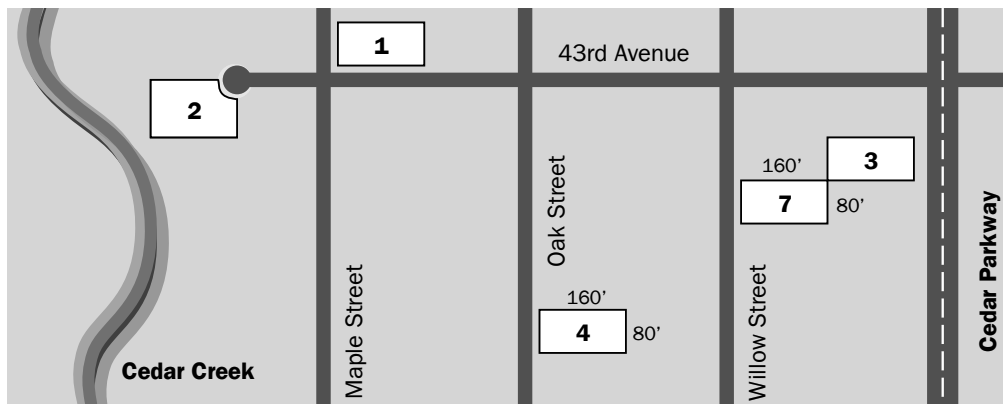 1
43rd Avenue
2
160’
3
7
80’
Oak Street
Maple Street
Willow Street
Cedar Parkway
160’
4
80’
Cedar Creek